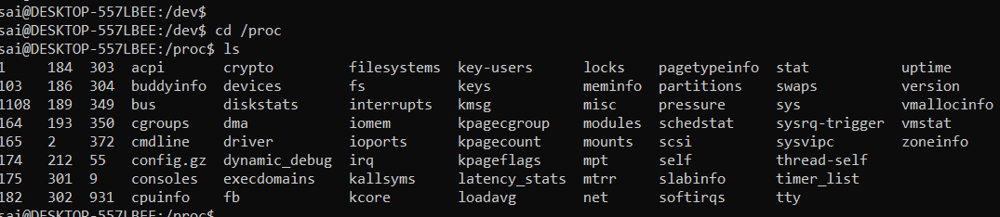 sai@DESKTOP-557LBEE:/dev$
sai@DESKTOP-557LBEE:/dev$ cd /proc
sai@DESKTOP-557LBEE:/proc$ ls
1 184 303 acpi crypto filesystems key-users locks pagetypeinfo stat uptime
103 186 304 buddyinfo devices fs keys meminfo partitions swaps version
1108 189 349 bus diskstats interrupts kmsg misc pressure sys vmallocinfo
164 193 350 cgroups dma iomem kpagecgroup modules schedstat sysrq-trigger vmstat
165 2 372 cmdline driver ioports kpagecount mounts scsi sysvipc zoneinfo
174 212 55 config.gz dynamic_debug irq kpageflags mpt self thread-self
175 301 9 consoles execdomains kallsyms latency_stats mtrr slabinfo timer_list
182 302 931 cpuinfo fb kcore loadavg net softirqs tty
sai@DESKTOP-557LBEE:/proc$